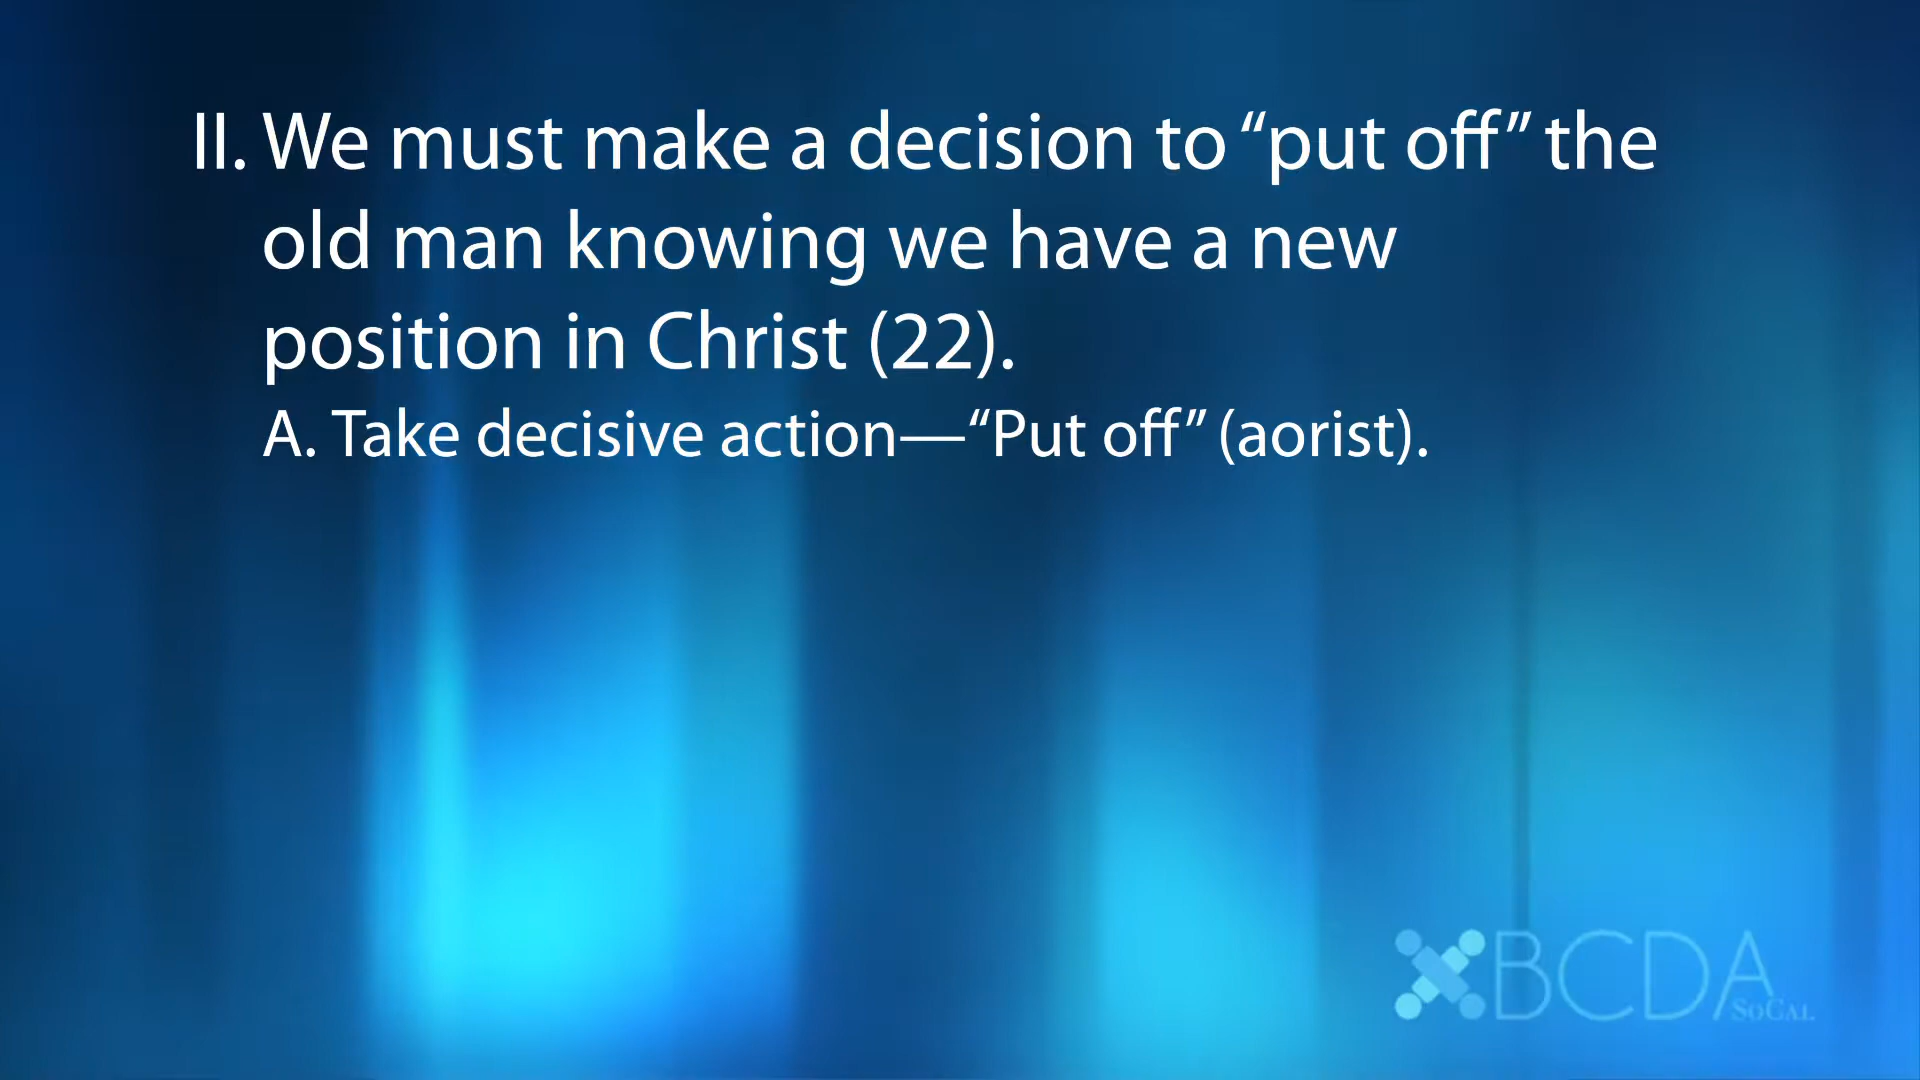 II. We must make a decision to “put off” the
old man knowing we have a new
position in Christ (22).
A. Take decisive action—“Put off” (aorist).
BCDA
SoCal